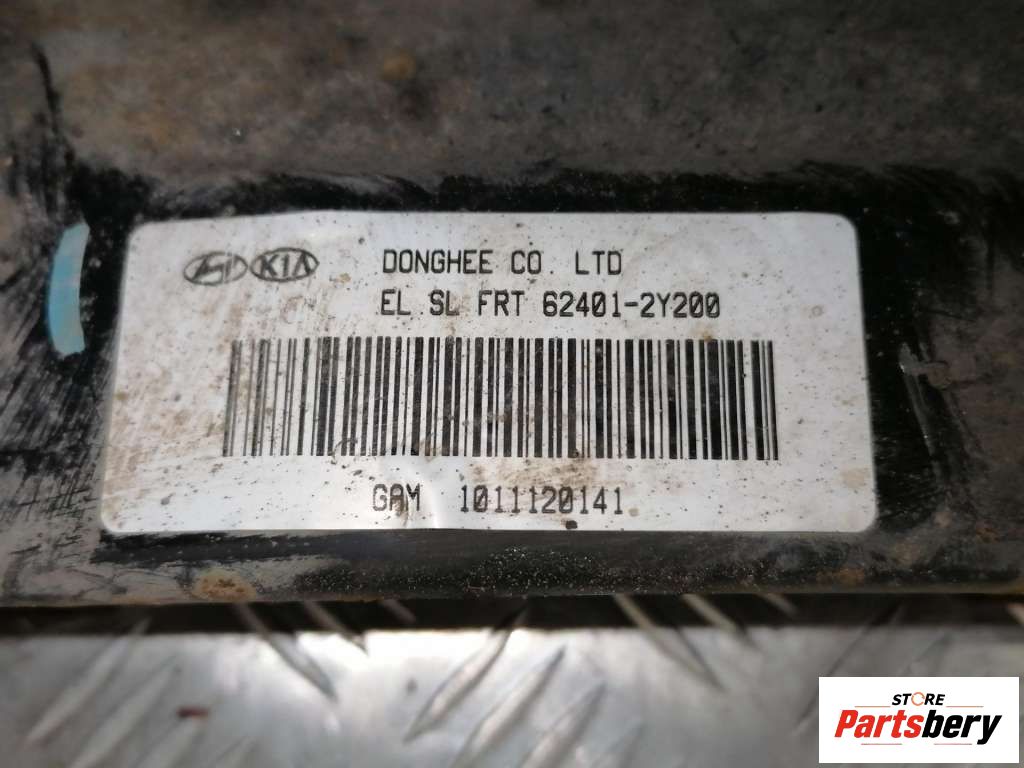 KIA
DONGHEE CO. LTD
EL SL FRT 62401-2Y200
GAM 1011120141
STORE
Partsbery